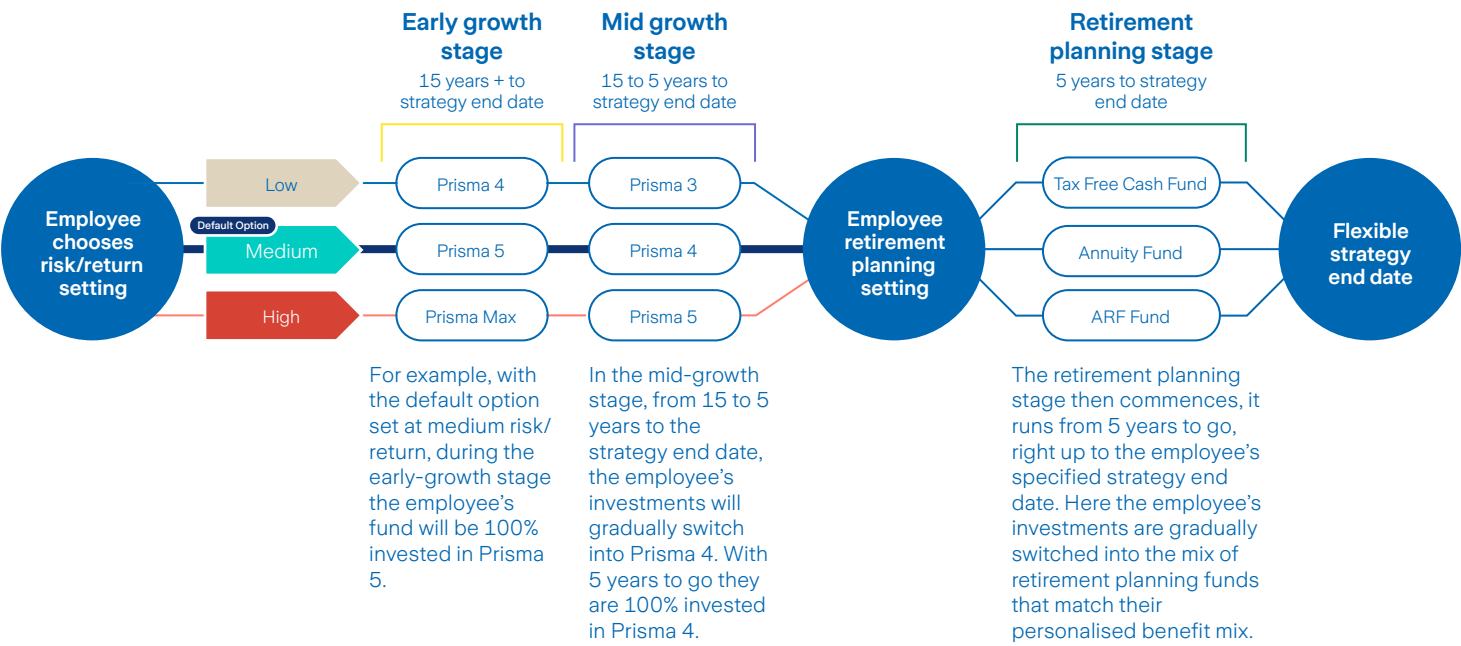 Early growth
stage
15 years + to
strategy end date
Mid growth
stage
15 to 5 years to
strategy end date
Retirement
planning stage
5 years to strategy
end date
Employee
chooses
risk/return
setting
Low
Default Option
Medium
High
Prisma 4
Prisma 5
Prisma Max
Prisma 3
Prisma 4
Prisma 5
Employee
retirement
planning
setting
Tax Free Cash Fund
Annuity Fund
ARF Fund
Flexible
strategy
end date
For example, with
the default option
set at medium risk/
return, during the
early-growth stage
the employee’s
fund will be 100%
invested in Prisma
5.
In the mid-growth
stage, from 15 to 5
years to the
strategy end date,
the employee’s
investments will
gradually switch
into Prisma 4. With
5 years to go they
are 100% invested
in Prisma 4.
The retirement planning
stage then commences, it
runs from 5 years to go,
right up to the employee’s
specified strategy end
date. Here the employee’s
investments are gradually
switched into the mix of
retirement planning funds
that match their
personalised benefit mix.